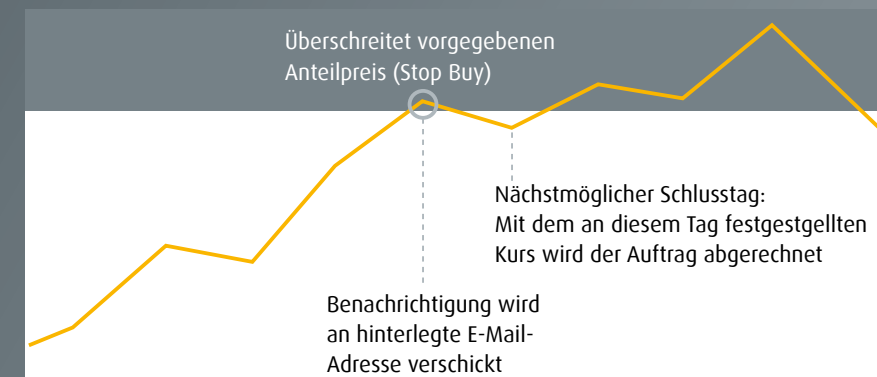 Überschreitet vorgegebenen
Anteilpreis (Stop Buy)
Nächstmöglicher Schlusstag:
Mit dem an diesem Tag festgestgellten
Kurs wird der Auftrag abgerechnet
Benachrichtigung wird
an hinterlegte E-Mail-
Adresse verschickt